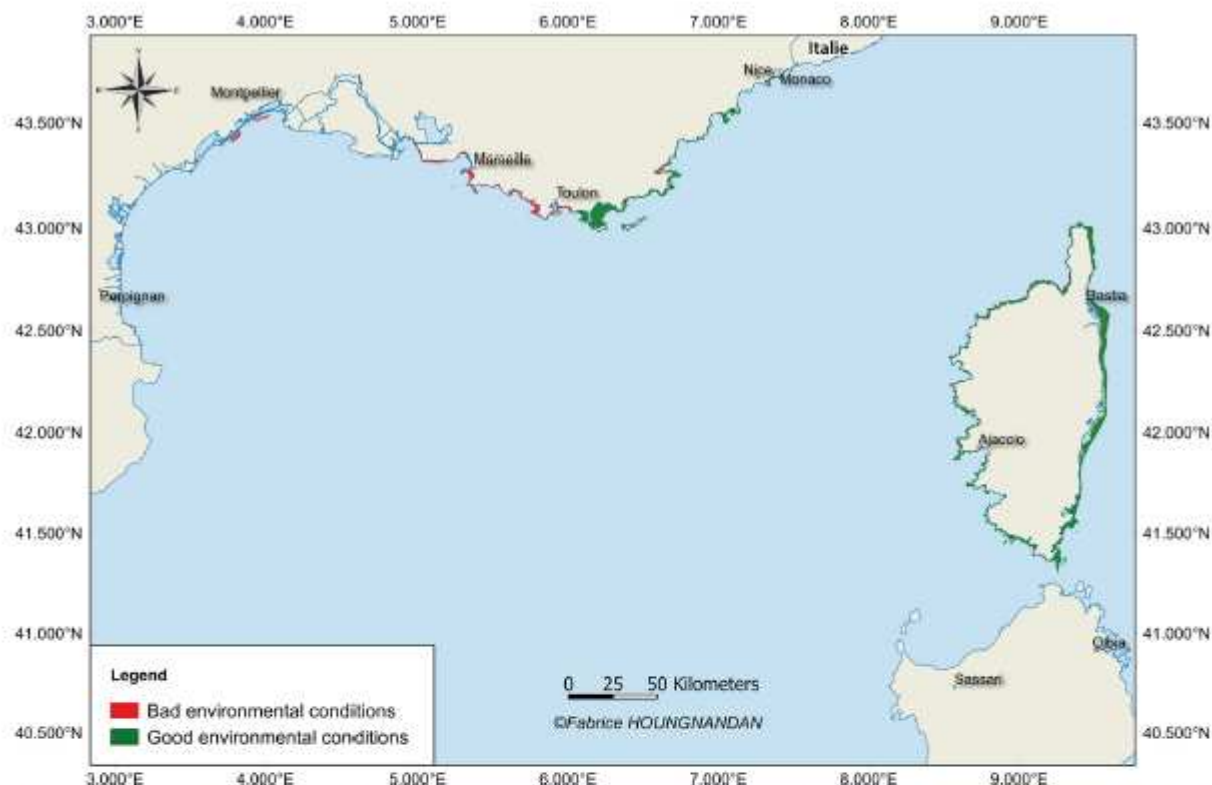 3.000°E 4.000°E 5.000°E 6.000°E 7.000°E 8.000°E 9.000°E
Italie
Nice
Monaco
Montpellier
43.500°N 43.500°N
Marseille
Toulon
43.000°N 43.000°N
Perpignan
Bastia
42.500°N 42.500°N
42.000°N 42.000°N
Ajaccio
41.500°N 41.500°N
41.000°N 41.000°N
Olbia
Sassari
Legend
0 25 50 Kilometers
Bad environmental conditions
©Fabrice HOUNGNANDAN
Good environmental conditions
40.500°N 40.500°N
3.000°E 4.000°E 5.000°E 6.000°E 7.000°E 8.000°E 9.000°E